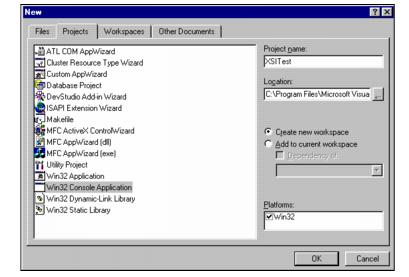 New
Files Projects Workspaces Other Documents
ATL COM AppWizard
Cluster Resource Type Wizard
Custom AppWizard
Database Project
DevStudio Add-in Wizard
ISAPI Extension Wizard
Makefile
MFC ActiveX ControlWizard
MFC AppWizard (dll)
MFC AppWizard (exe)
Utility Project
Win32 Application
Win32 Console Application
Win32 Dynamic-Link Library
Win32 Static Library
Project name:
XSITest
Location:
C:\Program Files\Microsoft Visua ...
Create new workspace
Add to current workspace
Dependency of:
Platforms:
Win32
OK Cancel